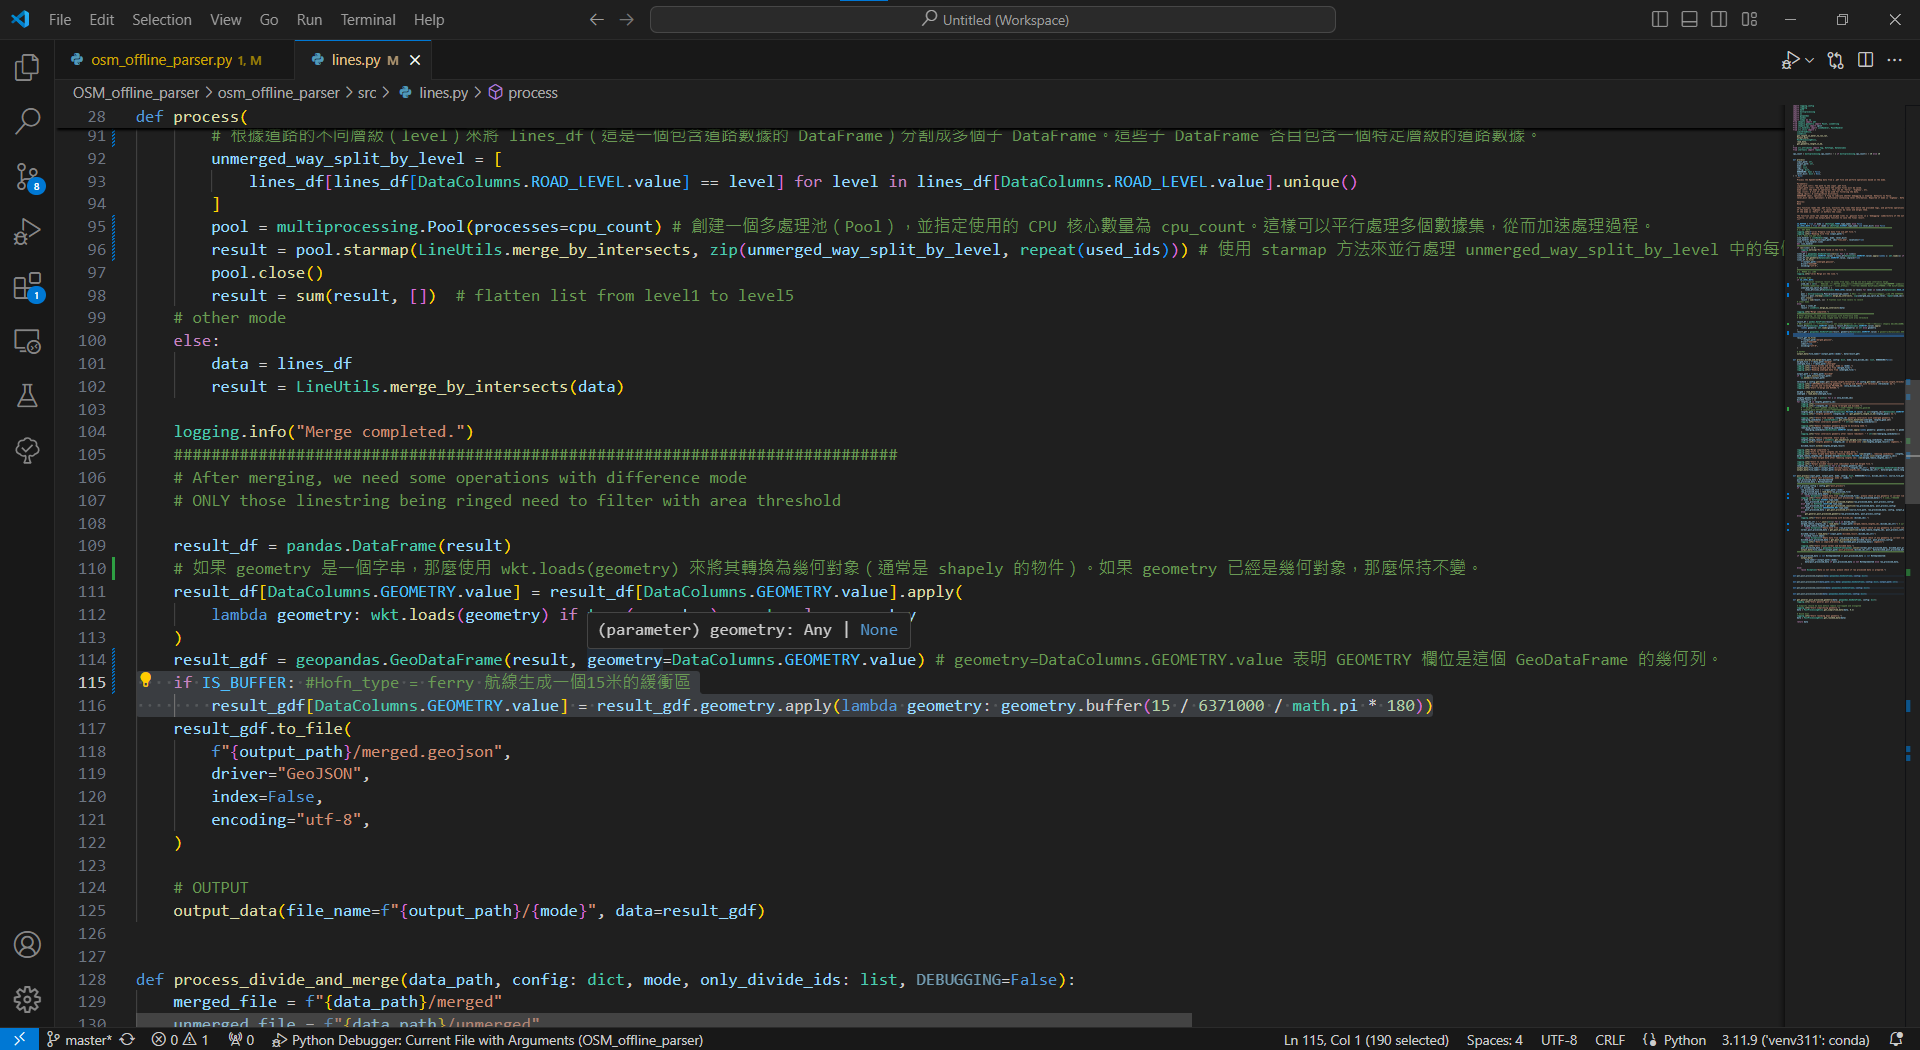 File Edit Selection View Go Run Terminal Help
Untitled (Workspace)
osm_offline_parser.py 1, M
lines.py M
OSM_offline_parser > osm_offline_parser > src > lines.py > process
28 def process(
91 # 根據道路的不同層級（level）來將 lines_df（這是一個包含道路數據的 DataFrame）分割成多個子 DataFrame。這些子 DataFrame 各自包含一個特定層級的道路數據。
92 unmerged_way_split_by_level = [
93 lines_df[lines_df[DataColumns.ROAD_LEVEL.value] == level] for level in lines_df[DataColumns.ROAD_LEVEL.value].unique()
94 ]
95 pool = multiprocessing.Pool(processes=cpu_count) # 創建一個多處理池（Pool），並指定使用的 CPU 核心數量為 cpu_count。這樣可以平行處理多個數據集，從而加速處理過程。
96 result = pool.starmap(LineUtils.merge_by_intersects, zip(unmerged_way_split_by_level, repeat(used_ids))) # 使用 starmap 方法來並行處理 unmerged_way_split_by_level 中的每
97 pool.close()
98 result = sum(result, []) # flatten list from level1 to level5
99 # other mode
100 else:
101 data = lines_df
102 result = LineUtils.merge_by_intersects(data)
103
104 logging.info("Merge completed.")
105 #############################################################################
106 # After merging, we need some operations with difference mode
107 # ONLY those linestring being ringed need to filter with area threshold
108
109 result_df = pandas.DataFrame(result)
110 # 如果 geometry 是一個字串，那麼使用 wkt.loads(geometry) 來將其轉換為幾何對象（通常是 shapely 的物件）。如果 geometry 已經是幾何對象，那麼保持不變。
111 result_df[DataColumns.GEOMETRY.value] = result_df[DataColumns.GEOMETRY.value].apply(
112 lambda geometry: wkt.loads(geometry) if
(parameter) geometry: Any | None
113 )
114 result_gdf = geopandas.GeoDataFrame(result, geometry=DataColumns.GEOMETRY.value) # geometry=DataColumns.GEOMETRY.value 表明 GEOMETRY 欄位是這個 GeoDataFrame 的幾何列。
115 if IS_BUFFER: #Hofn_type = ferry 航線生成一個15米的緩衝區
116 result_gdf[DataColumns.GEOMETRY.value] = result_gdf.geometry.apply(lambda geometry: geometry.buffer(15 / 6371000 / math.pi * 180))
117 result_gdf.to_file(
118 f"{output_path}/merged.geojson",
119 driver="GeoJSON",
120 index=False,
121 encoding="utf-8",
122 )
123
124 # OUTPUT
125 output_data(file_name=f"{output_path}/{mode}", data=result_gdf)
126
127
128 def process_divide_and_merge(data_path, config: dict, mode, only_divide_ids: list, DEBUGGING=False):
129 merged_file = f"{data_path}/merged"
130 unmerged_file = f"{data_path}/unmerged"
8
1
master* 0 1 0 Python Debugger: Current File with Arguments (OSM_offline_parser) Ln 115, Col 1 (190 selected) Spaces: 4 UTF-8 CRLF Python 3.11.9 ('venv311': conda)